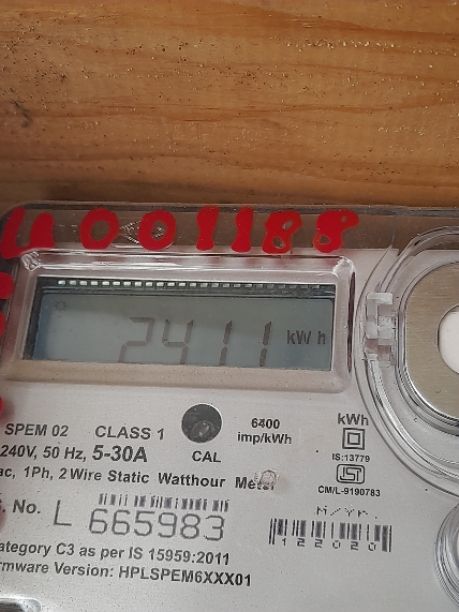 U001188
2411 kWh
SPEM 02 CLASS 1 6400 imp/kWh kWh
240V, 50 Hz, 5-30A CAL IS:13779
ac, 1Ph, 2 Wire Static Watthour Meter CM/L-9190783
. No. L 665983 M/Yr.
122020
ategory C3 as per IS 15959:2011
rmware Version: HPLSPEM6XXX01